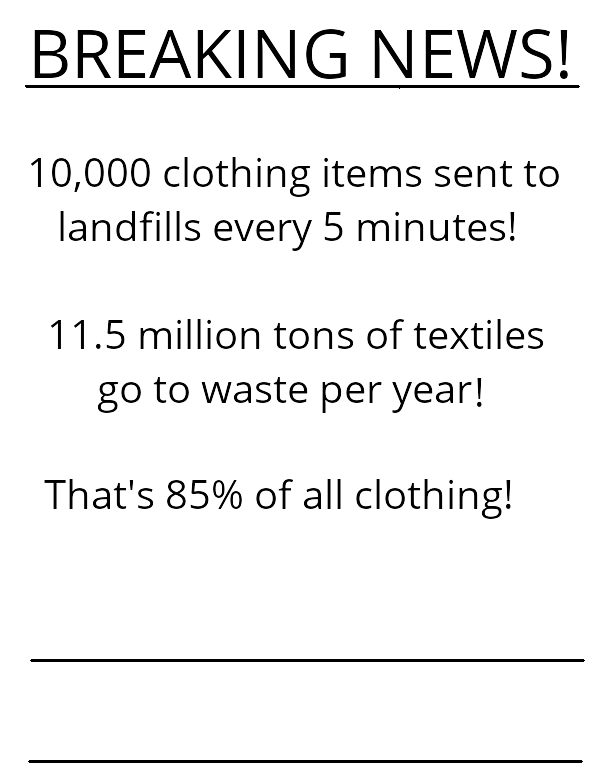 BREAKING NEWS!
10,000 clothing items sent to
landfills every 5 minutes!
11.5 million tons of textiles
go to waste per year!
That's 85% of all clothing!